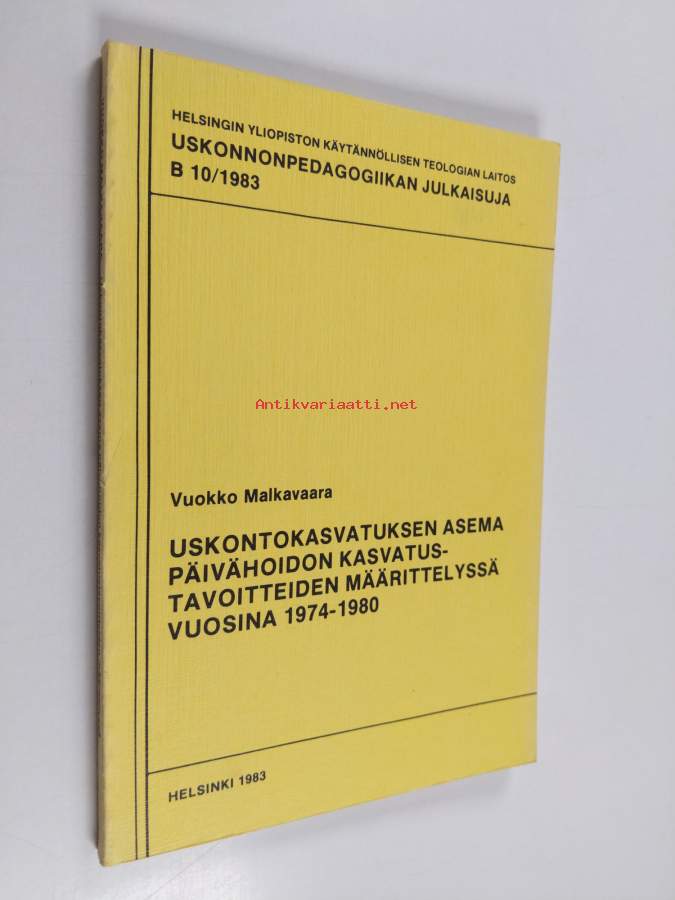 HELSINGIN YLIOPISTON KÄYTÄNNÖLLISEN TEOLOGIAN LAITOS
USKONNONPEDAGOGIIKAN JULKAISUJA
B 10/1983
Antikvariaatti.net
Vuokko Malkavaara
USKONTOKASVATUKSEN ASEMA
PÄIVÄHOIDON KASVATUS-
TAVOITTEIDEN MÄÄRITTELYSSÄ
VUOSINA 1974-1980
HELSINKI 1983